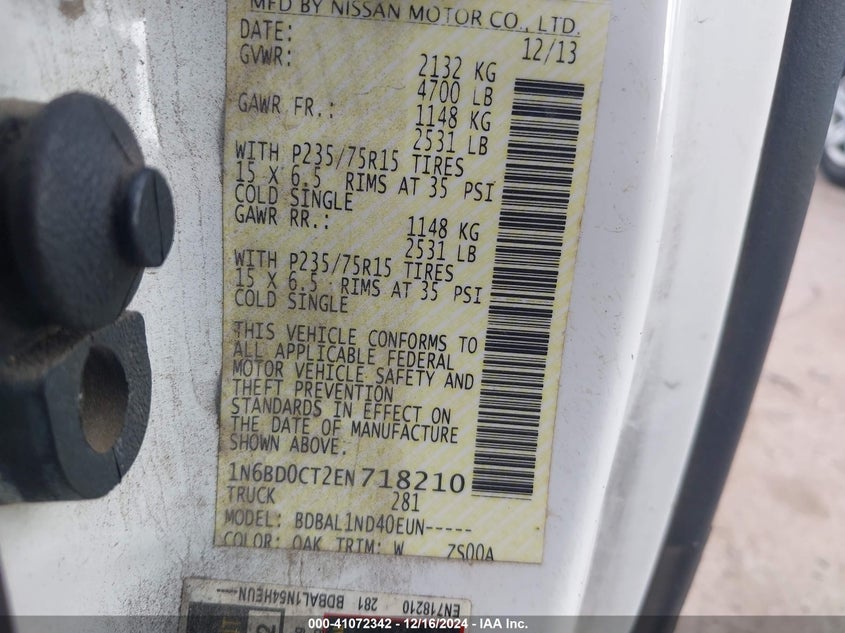 MFD BY NISSAN MOTOR CO., LTD.
DATE: 12/13
GVWR: 2132 KG
4700 LB
GAWR FR.: 1148 KG
2531 LB
WITH P235/75R15 TIRES
15 X 6.5 RIMS AT 35 PSI
COLD SINGLE
GAWR RR.: 1148 KG
2531 LB
WITH P235/75R15 TIRES
15 X 6.5 RIMS AT 35 PSI
COLD SINGLE
THIS VEHICLE CONFORMS TO
ALL APPLICABLE FEDERAL
MOTOR VEHICLE SAFETY AND
THEFT PREVENTION
STANDARDS IN EFFECT ON
THE DATE OF MANUFACTURE
SHOWN ABOVE.
1N6BD0CT2EN718210
TRUCK 281
MODEL: BDBAL1ND40EUN-----
COLOR: QAK TRIM: W ZS00A
EN718210 281 BDBAL1N54HEUN
000-41072342 - 12/16/2024 - IAA Inc.